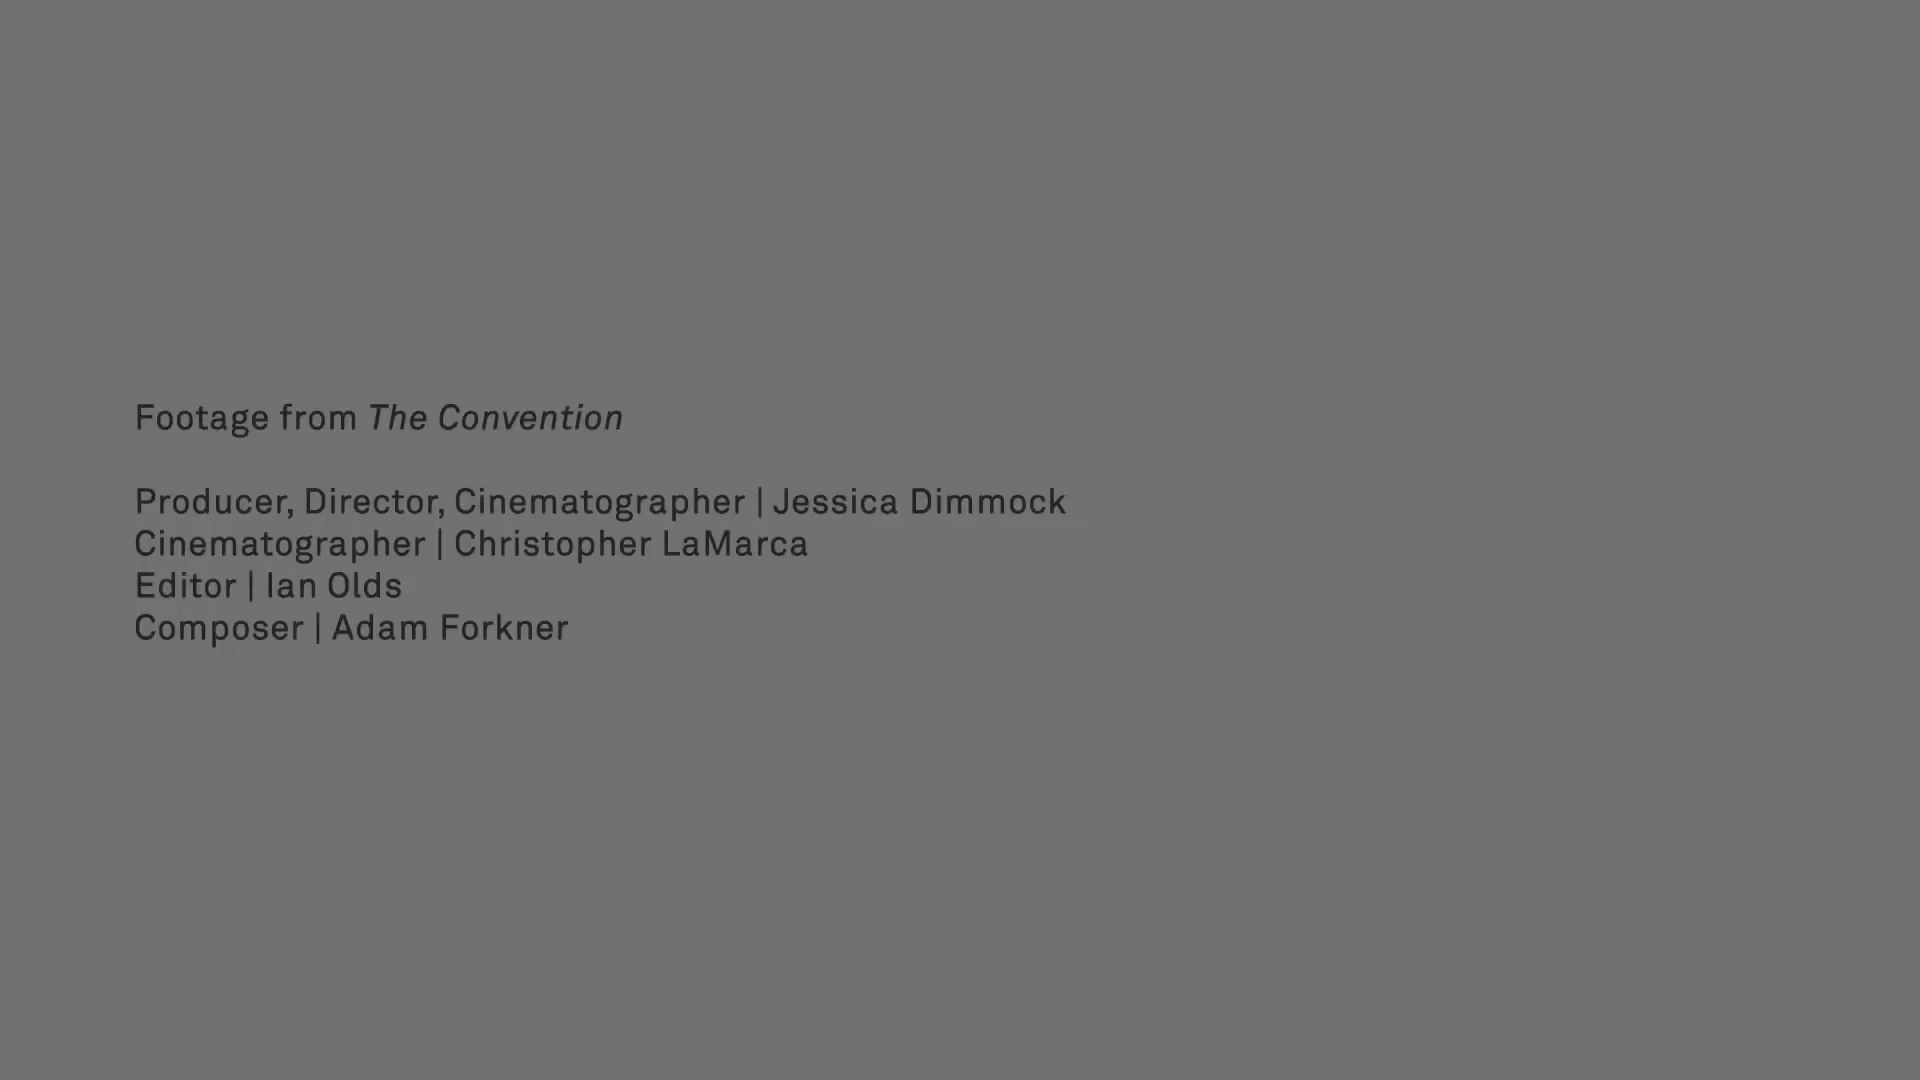 Footage from The Convention
Producer, Director, Cinematographer | Jessica Dimmock
Cinematographer | Christopher LaMarca
Editor | Ian Olds
Composer | Adam Forkner